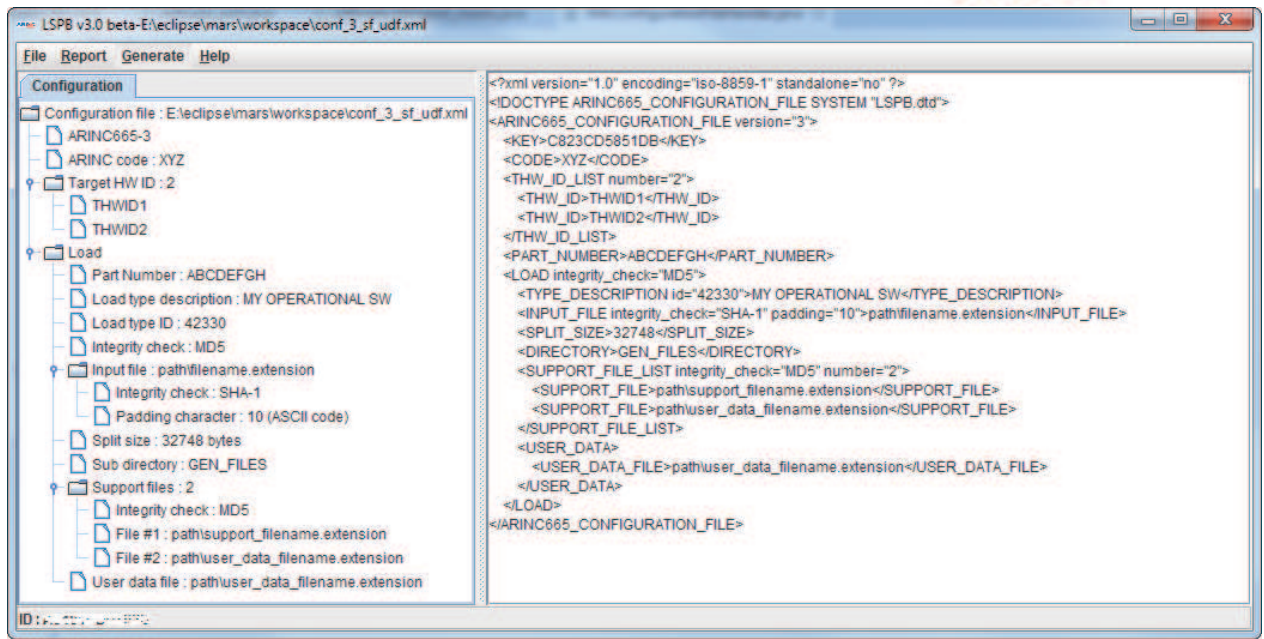 LSPB v3.0 beta-E:\eclipse\mars\workspace\conf_3_sf_udf.xml
File Report Generate Help
Configuration
Configuration file : E:\eclipse\mars\workspace\conf_3_sf_udf.xml
ARINC665-3
ARINC code : XYZ
Target HW ID : 2
THWID1
THWID2
Load
Part Number : ABCDEFGH
Load type description : MY OPERATIONAL SW
Load type ID : 42330
Integrity check : MD5
Input file : path\filename.extension
Integrity check : SHA-1
Padding character : 10 (ASCII code)
Split size : 32748 bytes
Sub directory : GEN_FILES
Support files : 2
Integrity check : MD5
File #1 : path\support_filename.extension
File #2 : path\user_data_filename.extension
User data file : path\user_data_filename.extension
<?xml version="1.0" encoding="iso-8859-1" standalone="no" ?>
<!DOCTYPE ARINC665_CONFIGURATION_FILE SYSTEM "LSPB.dtd">
<ARINC665_CONFIGURATION_FILE version="3">
<KEY>C823CD5851DB</KEY>
<CODE>XYZ</CODE>
<THW_ID_LIST number="2">
<THW_ID>THWID1</THW_ID>
<THW_ID>THWID2</THW_ID>
</THW_ID_LIST>
<PART_NUMBER>ABCDEFGH</PART_NUMBER>
<LOAD integrity_check="MD5">
<TYPE_DESCRIPTION id="42330">MY OPERATIONAL SW</TYPE_DESCRIPTION>
<INPUT_FILE integrity_check="SHA-1" padding="10">path\filename.extension</INPUT_FILE>
<SPLIT_SIZE>32748</SPLIT_SIZE>
<DIRECTORY>GEN_FILES</DIRECTORY>
<SUPPORT_FILE_LIST integrity_check="MD5" number="2">
<SUPPORT_FILE>path\support_filename.extension</SUPPORT_FILE>
<SUPPORT_FILE>path\user_data_filename.extension</SUPPORT_FILE>
</SUPPORT_FILE_LIST>
<USER_DATA>
<USER_DATA_FILE>path\user_data_filename.extension</USER_DATA_FILE>
</USER_DATA>
</LOAD>
</ARINC665_CONFIGURATION_FILE>
ID :